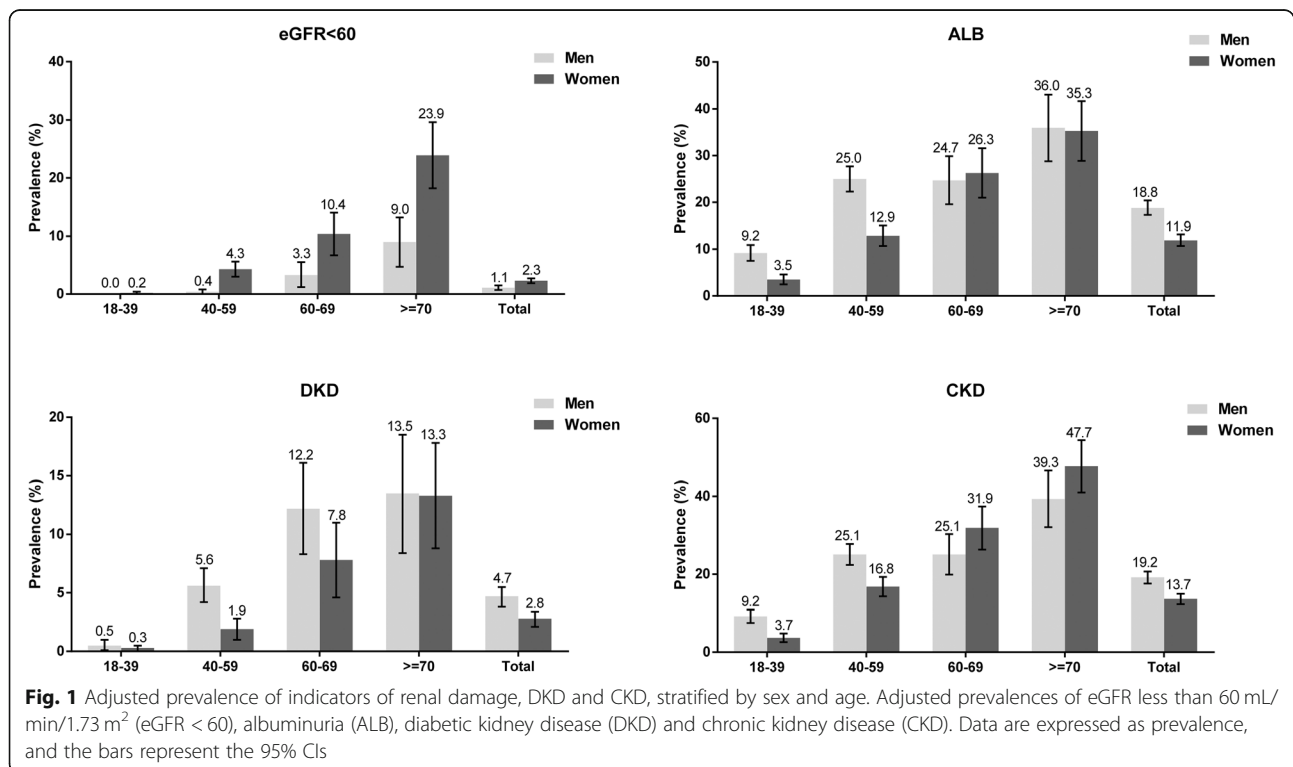 eGFR<60
Men
Women
Prevalence (%)
40
30
20
10
0
0.0 0.2
0.4
4.3
3.3
10.4
9.0
23.9
1.1
2.3
18-39 40-59 60-69 >=70 Total
ALB
Men
Women
Prevalence (%)
50
40
30
20
10
0
9.2
3.5
25.0
12.9
24.7
26.3
36.0
35.3
18.8
11.9
18-39 40-59 60-69 >=70 Total
DKD
Men
Women
Prevalence (%)
20
15
10
5
0
0.5
0.3
5.6
1.9
12.2
7.8
13.5
13.3
4.7
2.8
18-39 40-59 60-69 >=70 Total
CKD
Men
Women
Prevalence (%)
60
40
20
0
9.2
3.7
25.1
16.8
25.1
31.9
39.3
47.7
19.2
13.7
18-39 40-59 60-69 >=70 Total
Fig. 1 Adjusted prevalence of indicators of renal damage, DKD and CKD, stratified by sex and age. Adjusted prevalences of eGFR less than 60 mL/
min/1.73 m² (eGFR < 60), albuminuria (ALB), diabetic kidney disease (DKD) and chronic kidney disease (CKD). Data are expressed as prevalence,
and the bars represent the 95% CIs